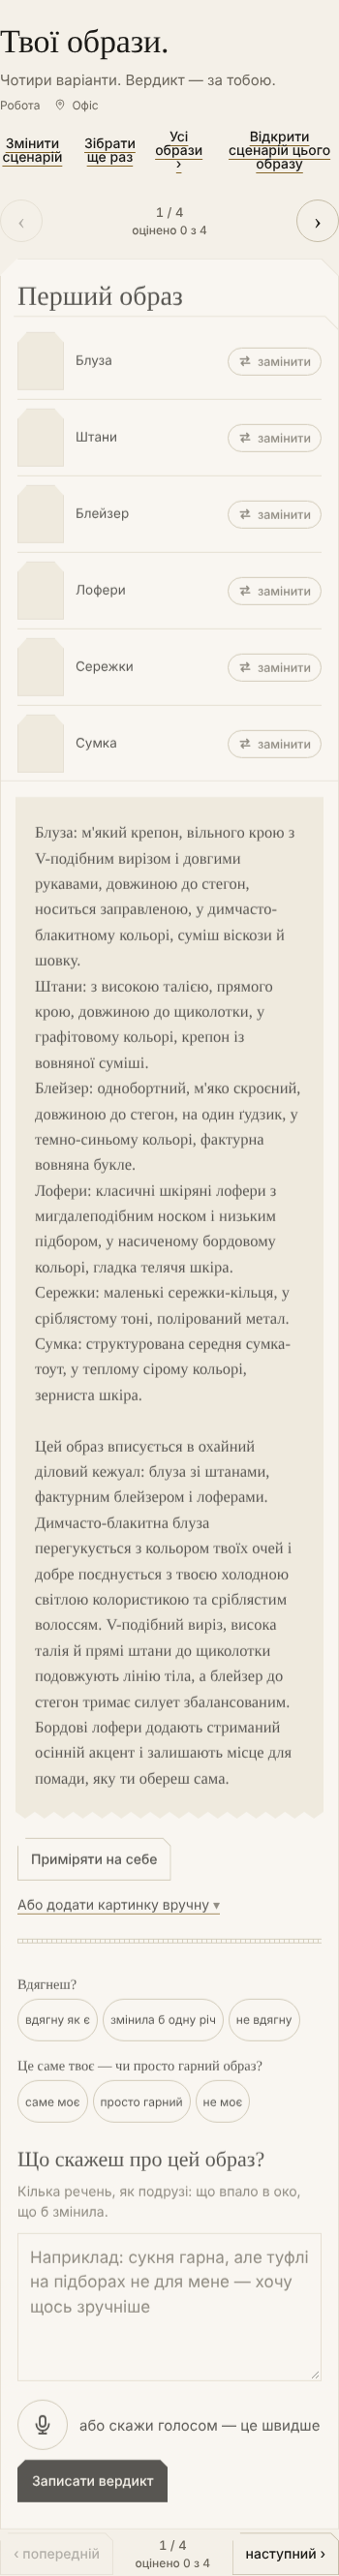 Твої образи.
Чотири варіанти. Вердикт — за тобою.
Робота Офіс
Змінити сценарій
Зібрати ще раз
Усі образи ›
Відкрити сценарій цього образу
‹
1 / 4
оцінено 0 з 4
›
Перший образ
Блуза
замінити
Штани
замінити
Блейзер
замінити
Лофери
замінити
Сережки
замінити
Сумка
замінити
Блуза: м'який крепон, вільного крою з
V-подібним вирізом і довгими
рукавами, довжиною до стегон,
носиться заправленою, у димчасто-
блакитному кольорі, суміш віскози й
шовку.
Штани: з високою талією, прямого
крою, довжиною до щиколотки, у
графітовому кольорі, крепон із
вовняної суміші.
Блейзер: однобортний, м'яко скроєний,
довжиною до стегон, на один ґудзик, у
темно-синьому кольорі, фактурна
вовняна букле.
Лофери: класичні шкіряні лофери з
мигдалеподібним носком і низьким
підбором, у насиченому бордовому
кольорі, гладка телячя шкіра.
Сережки: маленькі сережки-кільця, у
сріблястому тоні, полірований метал.
Сумка: структурована середня сумка-
тоут, у теплому сірому кольорі,
зерниста шкіра.
Цей образ вписується в охайний
діловий кежуал: блуза зі штанами,
фактурним блейзером і лоферами.
Димчасто-блакитна блуза
перегукується з кольором твоїх очей і
добре поєднується з твоєю холодною
світлою колористикою та сріблястим
волоссям. V-подібний виріз, висока
талія й прямі штани до щиколотки
подовжують лінію тіла, а блейзер до
стегон тримає силует збалансованим.
Бордові лофери додають стриманий
осінній акцент і залишають місце для
помади, яку ти обереш сама.
Приміряти на себе
Або додати картинку вручну ▾
Вдягнеш?
вдягну як є
змінила б одну річ
не вдягну
Це саме твоє — чи просто гарний образ?
саме моє
просто гарний
не моє
Що скажеш про цей образ?
Кілька речень, як подрузі: що впало в око,
що б змінила.
Наприклад: сукня гарна, але туфлі
на підборах не для мене — хочу
щось зручніше
або скажи голосом — це швидше
Записати вердикт
‹ попередній
1 / 4
оцінено 0 з 4
наступний ›